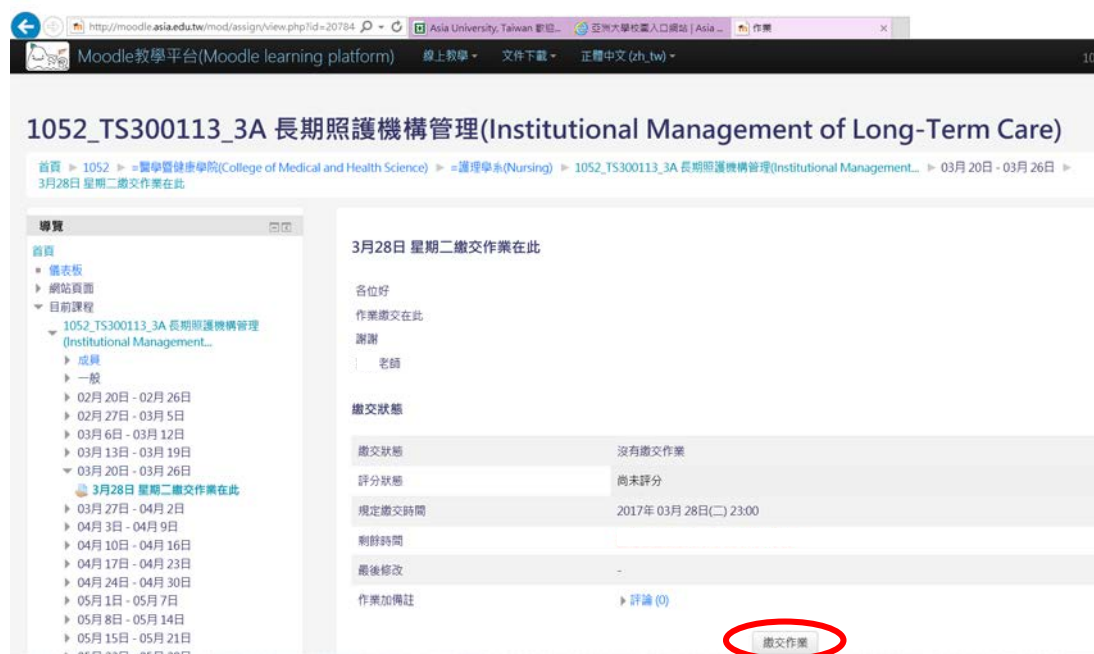 http://moodle.asia.edu.tw/mod/assign/view.php?id=20784
Asia University, Taiwan 歡迎...
亞洲大學校園入口網站 | Asia ...
作業
Moodle教學平台(Moodle learning platform) 線上教學 文件下載 正體中文 (zh_tw)
10
1052_TS300113_3A 長期照護機構管理(Institutional Management of Long-Term Care)
首頁 ▶ 1052 ▶ =醫學暨健康學院(College of Medical and Health Science) ▶ =護理學系(Nursing) ▶ 1052_TS300113_3A 長期照護機構管理(Institutional Management... ▶ 03月 20日 - 03月 26日 ▶
3月28日 星期二繳交作業在此
導覽
首頁
儀表板
網站頁面
目前課程
1052_TS300113_3A 長期照護機構管理
(Institutional Management...
成員
一般
02月 20日 - 02月 26日
02月 27日 - 03月 5日
03月 6日 - 03月 12日
03月 13日 - 03月 19日
03月 20日 - 03月 26日
3月28日 星期二繳交作業在此
03月 27日 - 04月 2日
04月 3日 - 04月 9日
04月 10日 - 04月 16日
04月 17日 - 04月 23日
04月 24日 - 04月 30日
05月 1日 - 05月 7日
05月 8日 - 05月 14日
05月 15日 - 05月 21日
3月28日 星期二繳交作業在此
各位好
作業繳交在此
謝謝
老師
繳交狀態
繳交狀態 沒有繳交作業
評分狀態 尚未評分
規定繳交時間 2017年 03月 28日(二) 23:00
剩餘時間
最後修改 -
作業加備註 評論 (0)
繳交作業